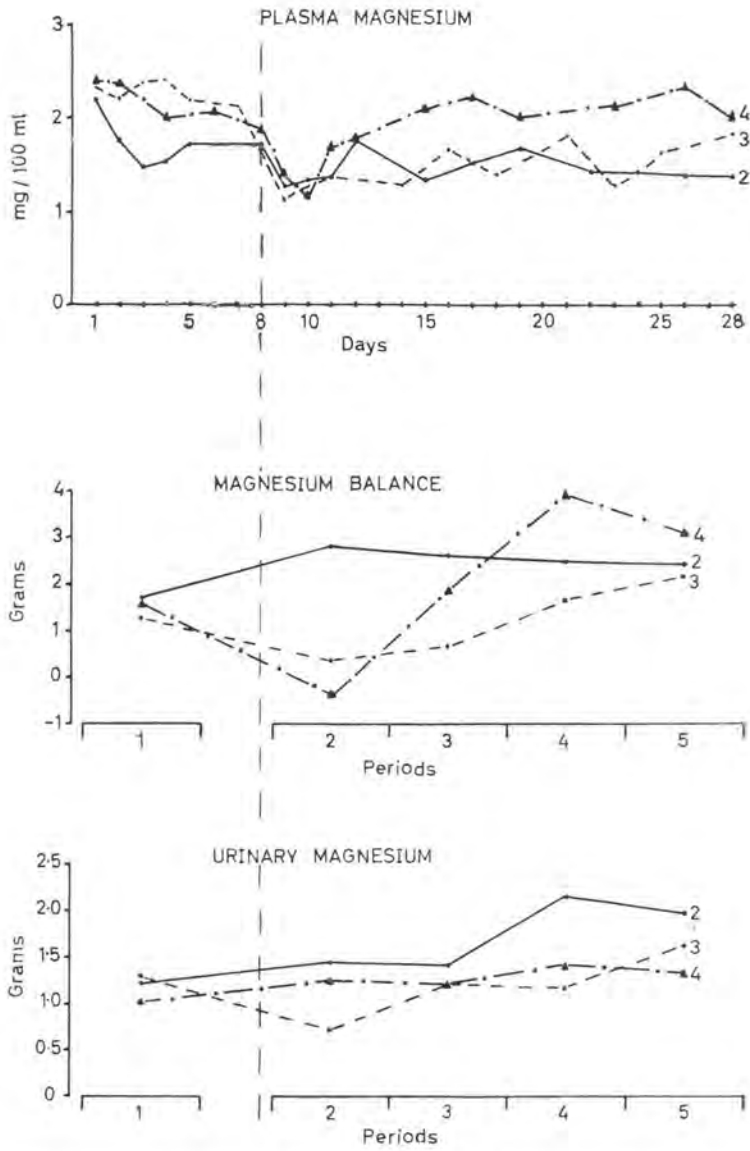 PLASMA MAGNESIUM
3
2
1
0
mg / 100 ml
4
3
2
1 5 8 10 15 20 25 28
Days
MAGNESIUM BALANCE
4
3
2
1
0
-1
Grams
4
2
3
1 2 3 4 5
Periods
URINARY MAGNESIUM
2·5
2·0
1·5
1·0
0·5
0
Grams
2
3
4
1 2 3 4 5
Periods